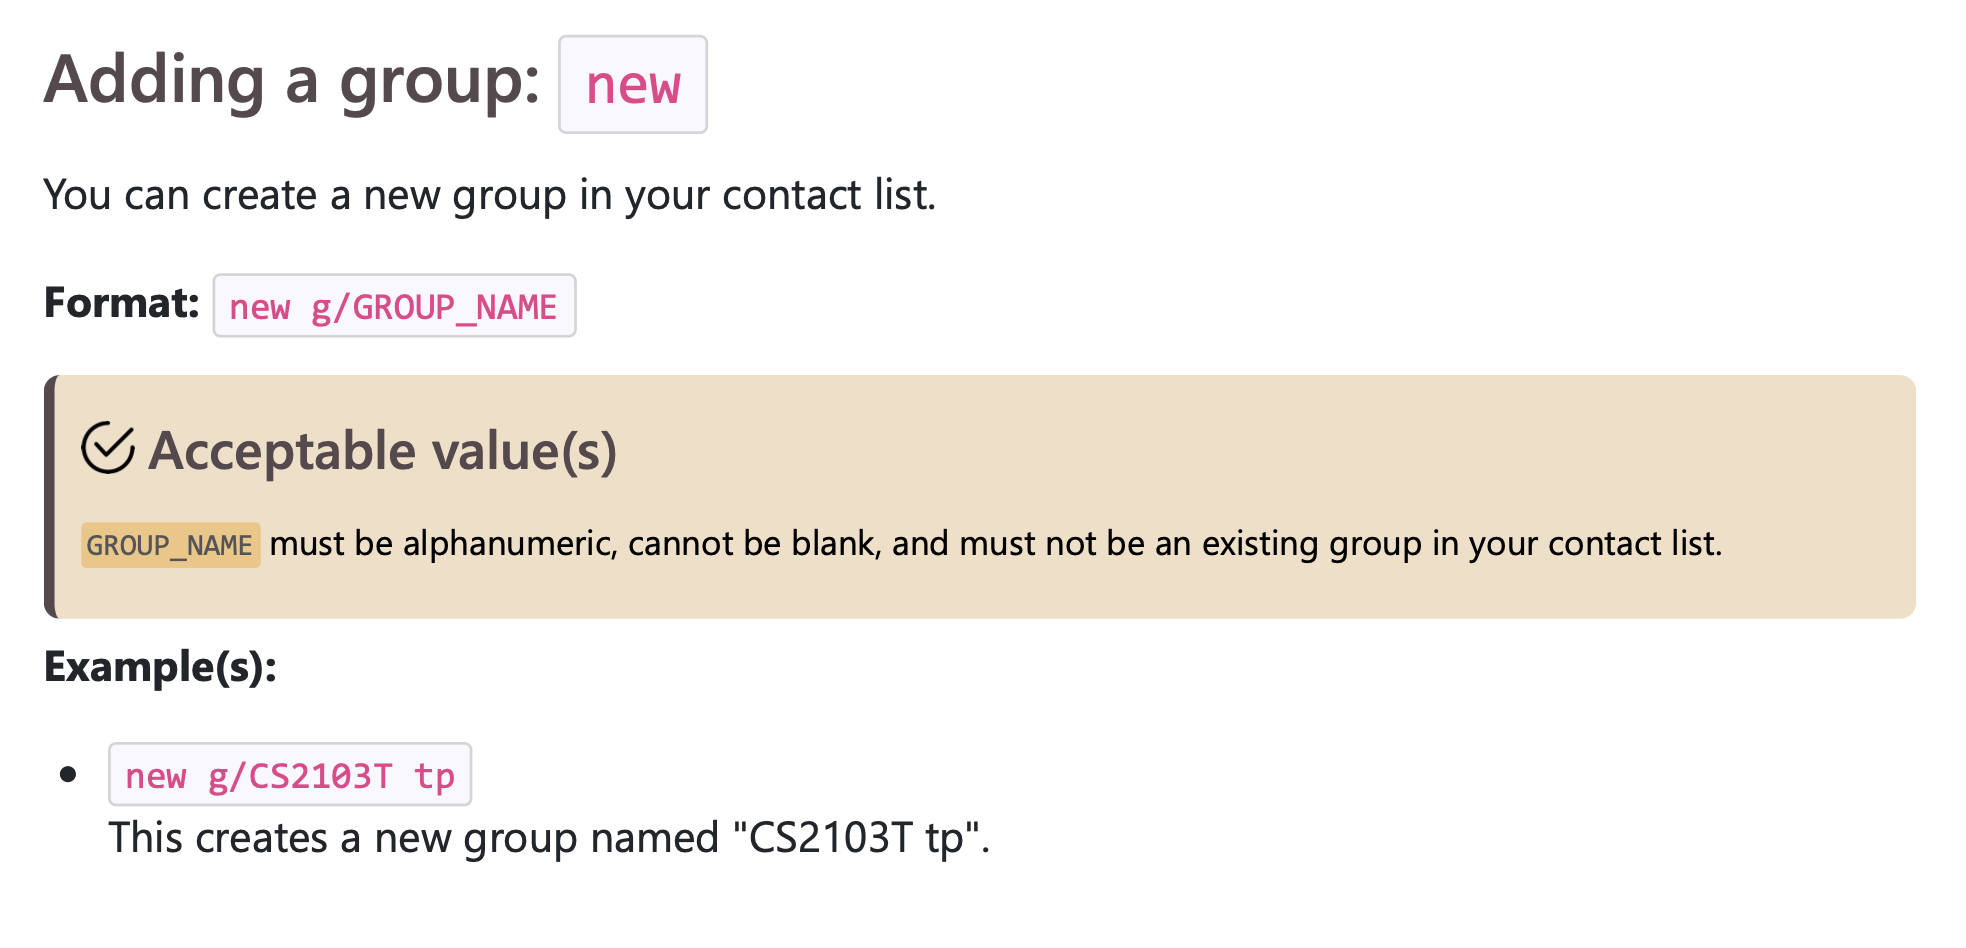 Adding a group: new
You can create a new group in your contact list.
Format: new g/GROUP_NAME
Acceptable value(s)
GROUP_NAME must be alphanumeric, cannot be blank, and must not be an existing group in your contact list.
Example(s):
new g/CS2103T tp
This creates a new group named "CS2103T tp".